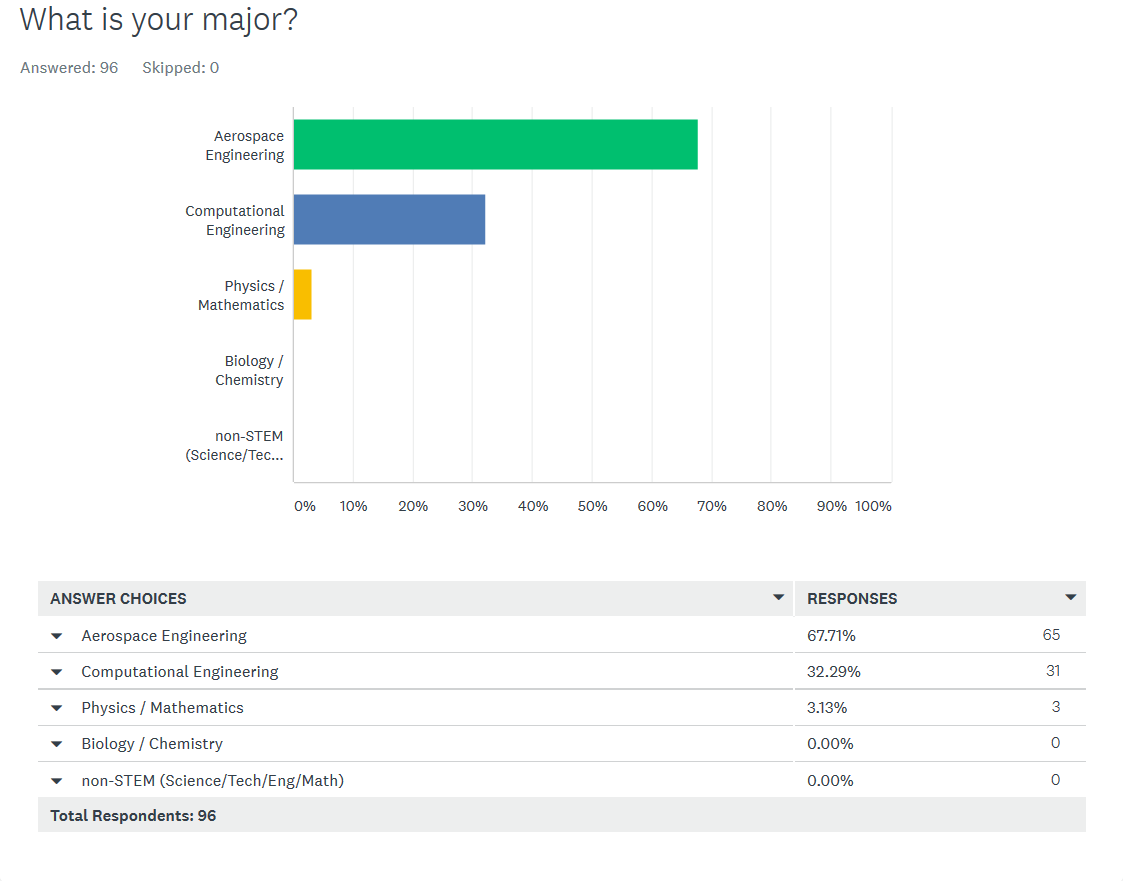 What is your major?
Answered: 96 Skipped: 0
Aerospace
Engineering
Computational
Engineering
Physics /
Mathematics
Biology /
Chemistry
non-STEM
(Science/Tec...
0% 10% 20% 30% 40% 50% 60% 70% 80% 90% 100%
ANSWER CHOICES RESPONSES
Aerospace Engineering 67.71% 65
Computational Engineering 32.29% 31
Physics / Mathematics 3.13% 3
Biology / Chemistry 0.00% 0
non-STEM (Science/Tech/Eng/Math) 0.00% 0
Total Respondents: 96